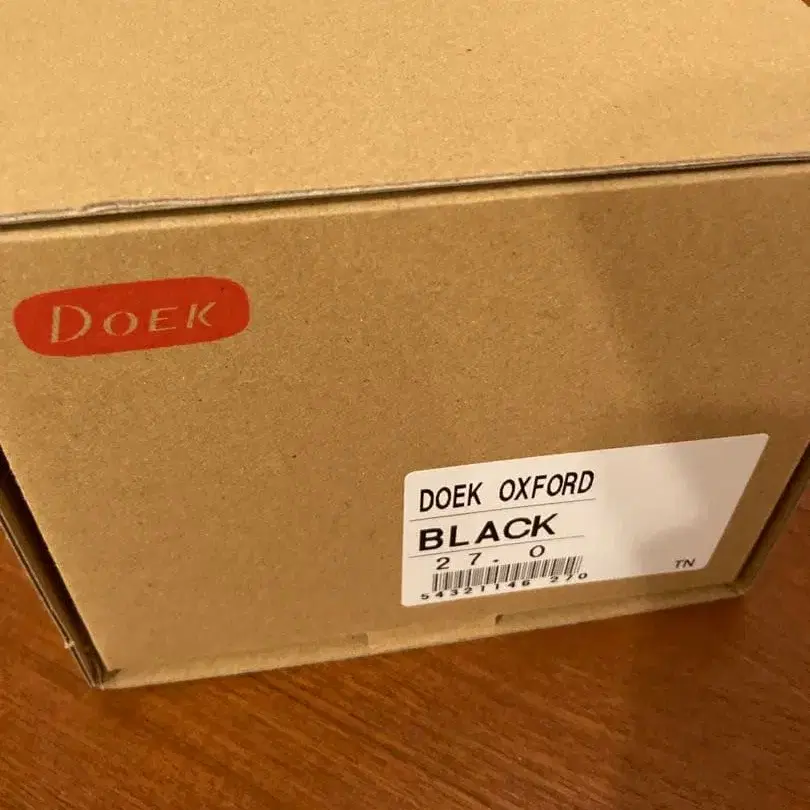 DOEK
DOEK OXFORD
BLACK
27.0
54321146 270
TN